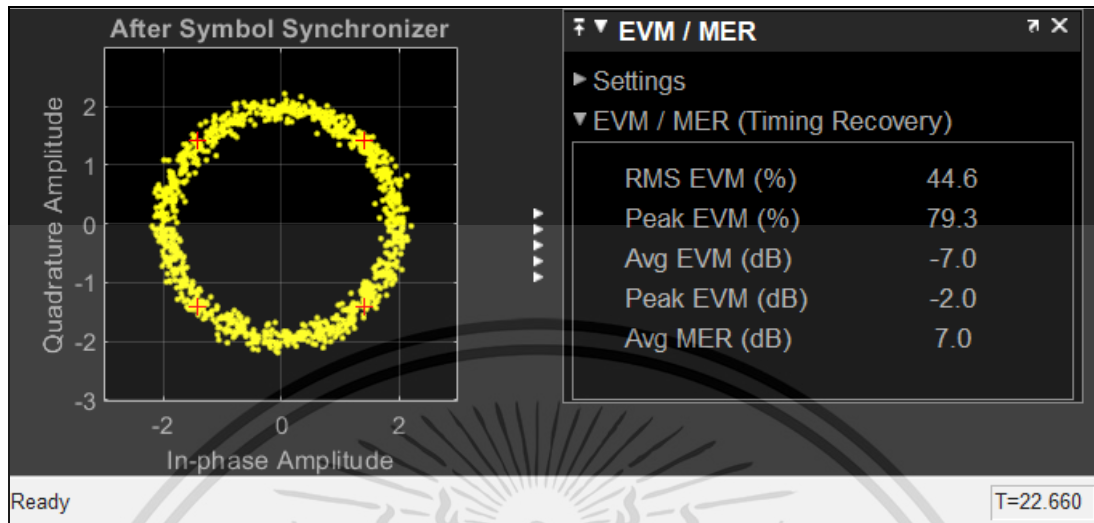 After Symbol Synchronizer
2
1
0
-1
-2
-3
Quadrature Amplitude
-2 0 2
In-phase Amplitude
EVM / MER
Settings
EVM / MER (Timing Recovery)
RMS EVM (%) 44.6
Peak EVM (%) 79.3
Avg EVM (dB) -7.0
Peak EVM (dB) -2.0
Avg MER (dB) 7.0
Ready
T=22.660